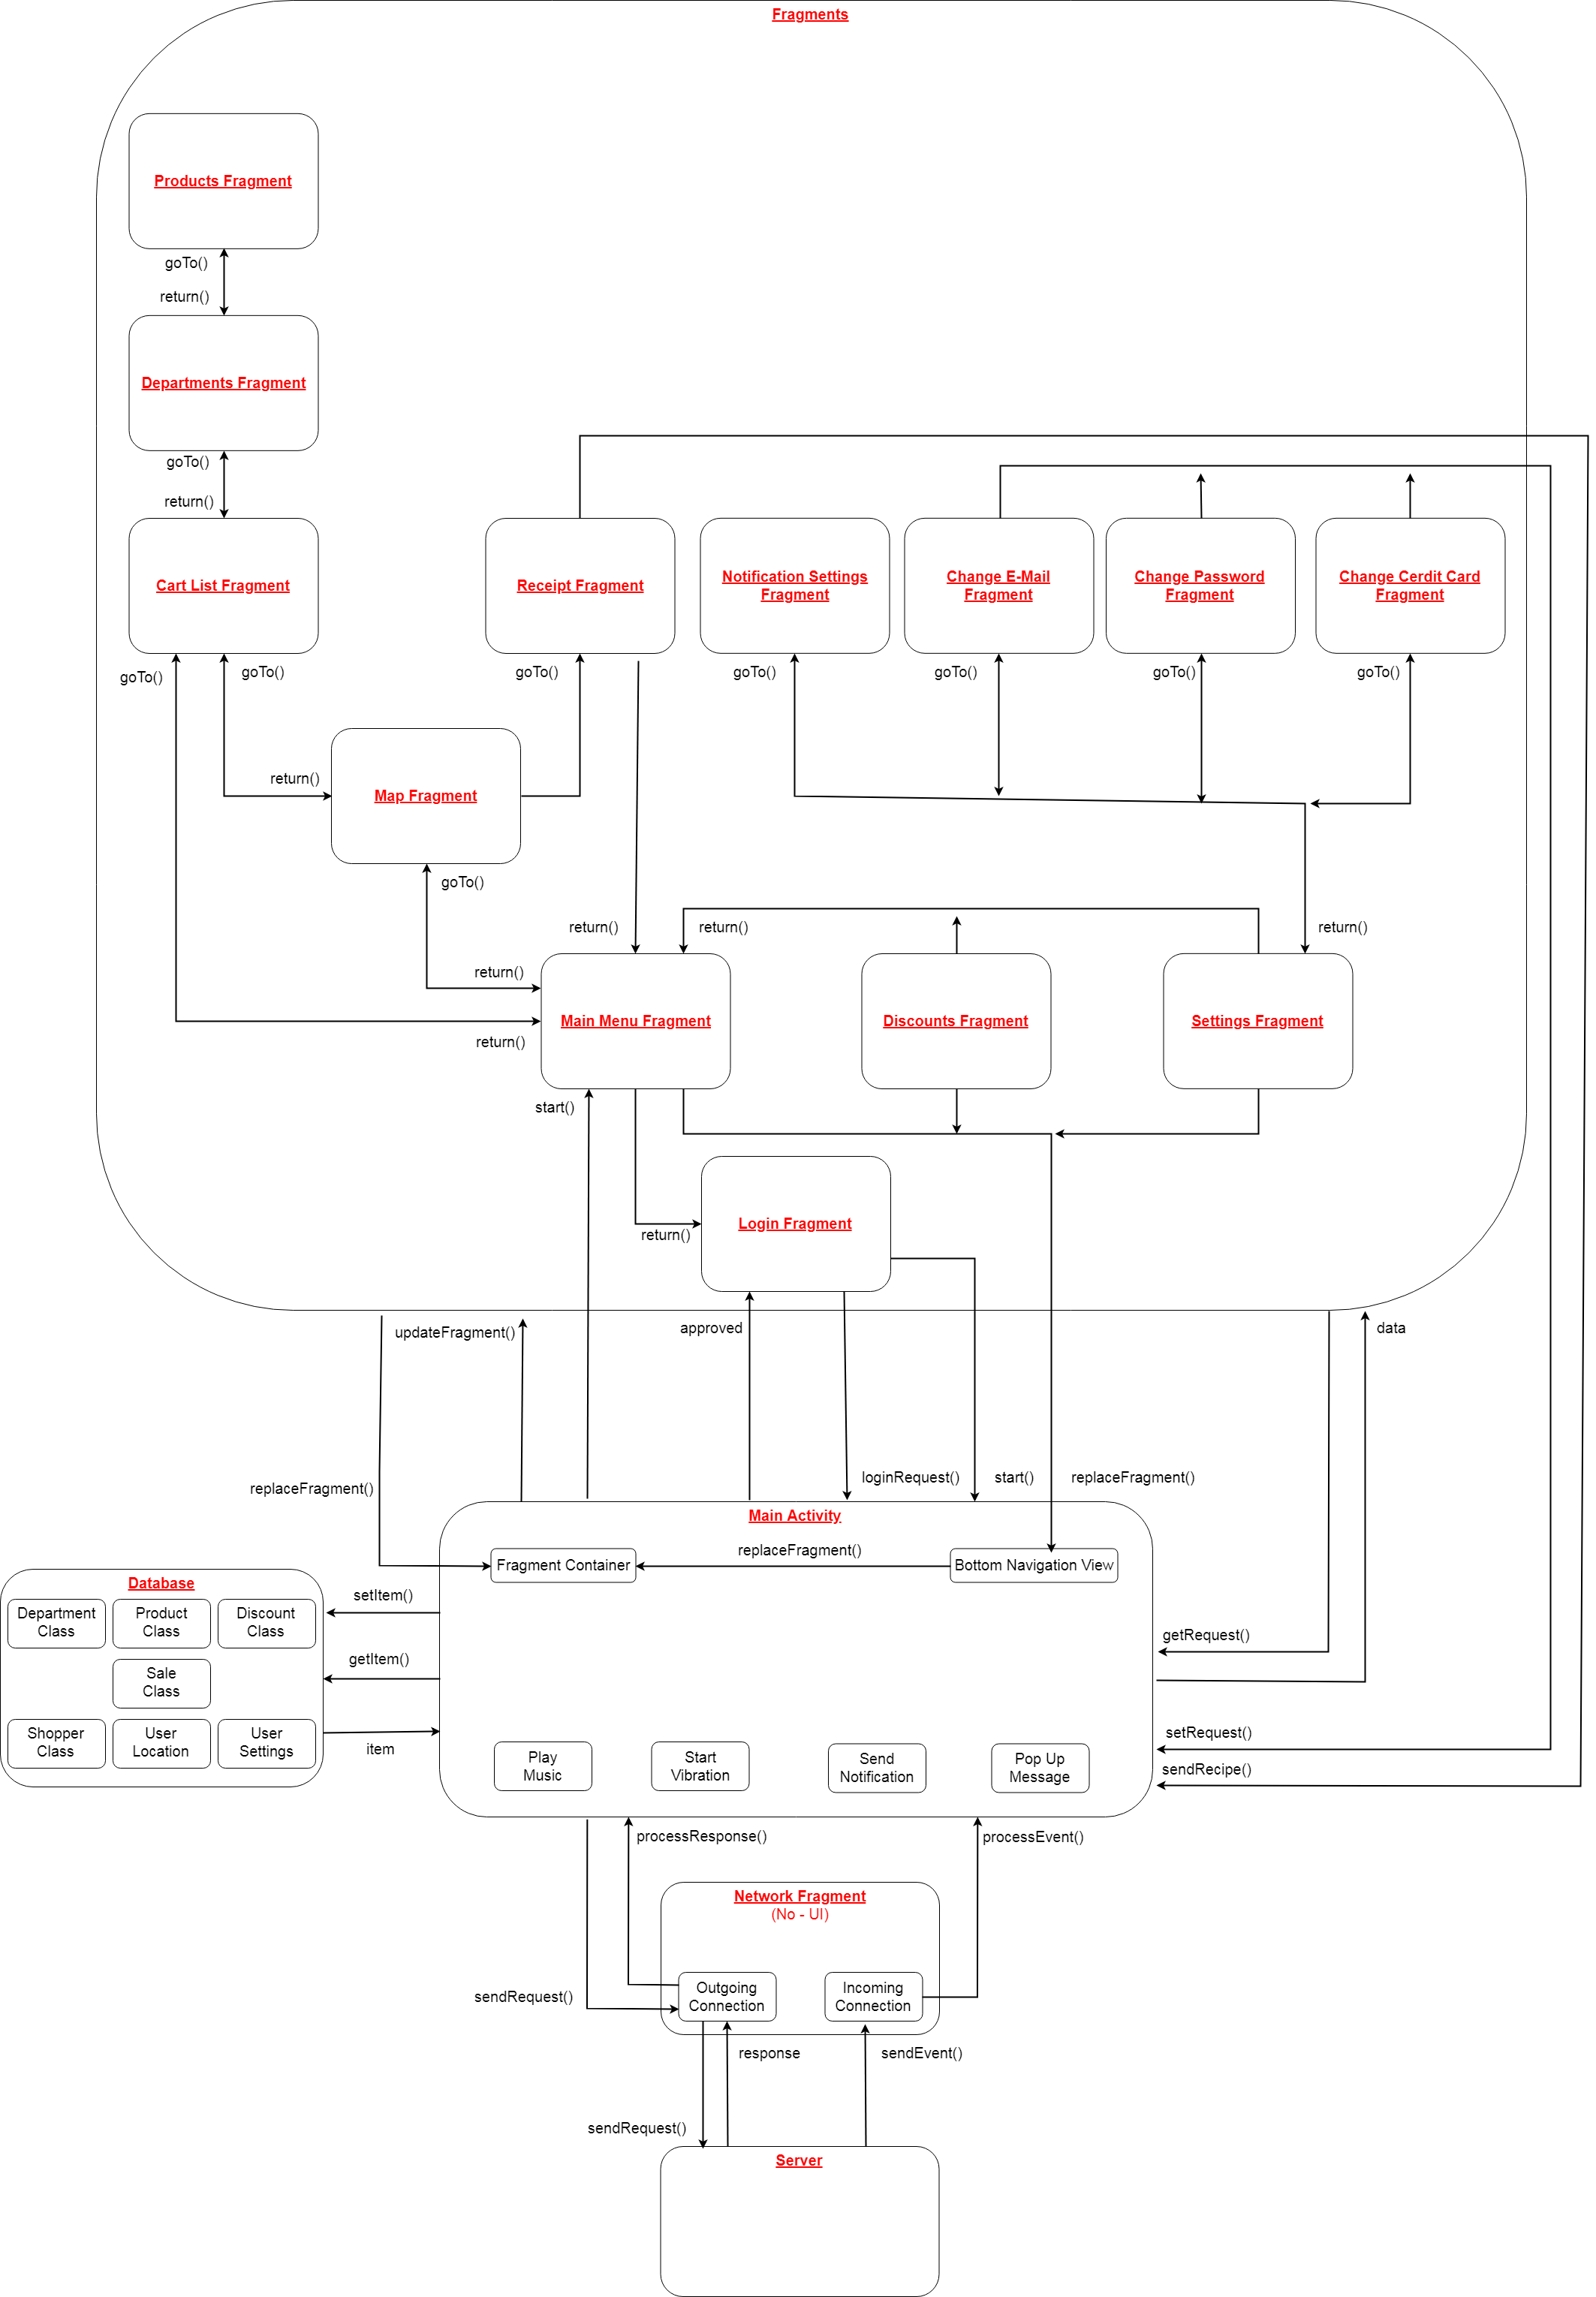 Fragments
Products Fragment
goTo()
return()
Departments Fragment
goTo()
return()
Cart List Fragment
Receipt Fragment
Notification Settings
Fragment
Change E-Mail
Fragment
Change Password
Fragment
Change Cerdit Card
Fragment
goTo()
goTo()
goTo()
goTo()
goTo()
goTo()
goTo()
return()
Map Fragment
goTo()
return()
return()
return()
return()
Main Menu Fragment
Discounts Fragment
Settings Fragment
return()
start()
Login Fragment
return()
updateFragment()
approved
data
replaceFragment()
loginRequest()
start()
replaceFragment()
Main Activity
replaceFragment()
Fragment Container
Bottom Navigation View
Database
setItem()
Department
Class
Product
Class
Discount
Class
getRequest()
getItem()
Sale
Class
Shopper
Class
User
Location
User
Settings
item
setRequest()
sendRecipe()
Play
Music
Start
Vibration
Send
Notification
Pop Up
Message
processResponse()
processEvent()
Network Fragment
(No - UI)
Outgoing
Connection
Incoming
Connection
sendRequest()
response
sendEvent()
sendRequest()
Server